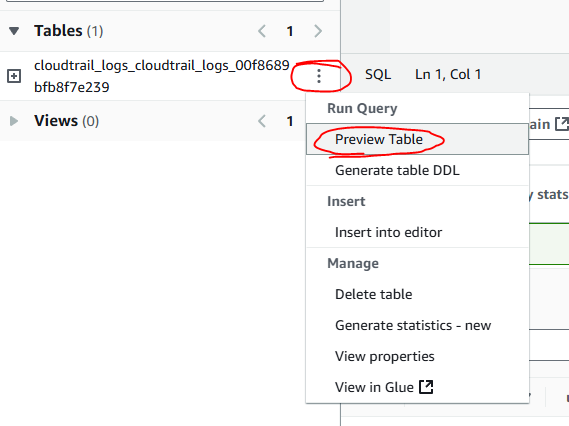 Tables (1)
1
cloudtrail_logs_cloudtrail_logs_00f8689
bfb8f7e239
SQL Ln 1, Col 1
Views (0)
1
Run Query
Preview Table
Generate table DDL
Insert
Insert into editor
Manage
Delete table
Generate statistics - new
View properties
View in Glue
ain
y stats